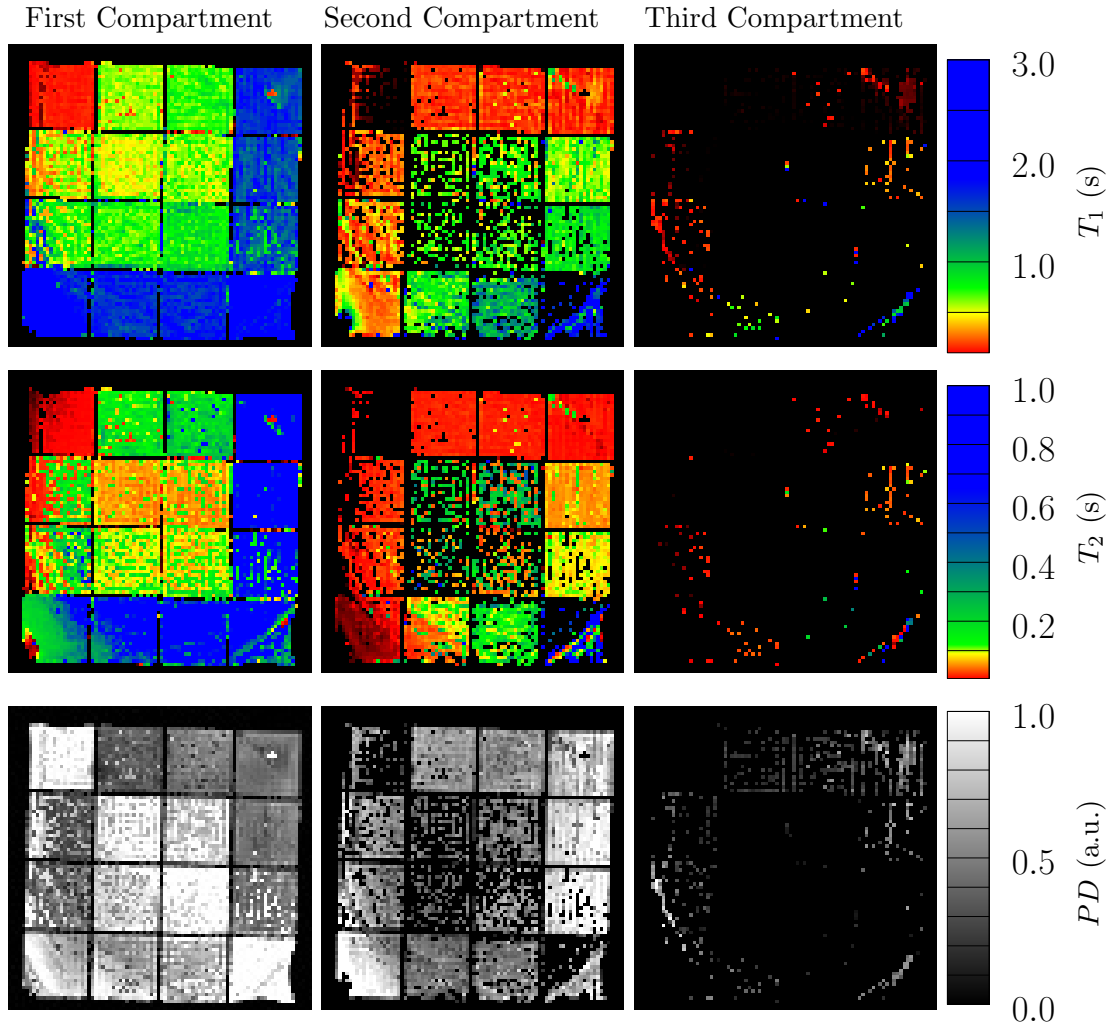 First Compartment Second Compartment Third Compartment
3.0
2.0
1.0
T₁ (s)
1.0
0.8
0.6
0.4
0.2
T₂ (s)
1.0
0.5
0.0
PD (a.u.)